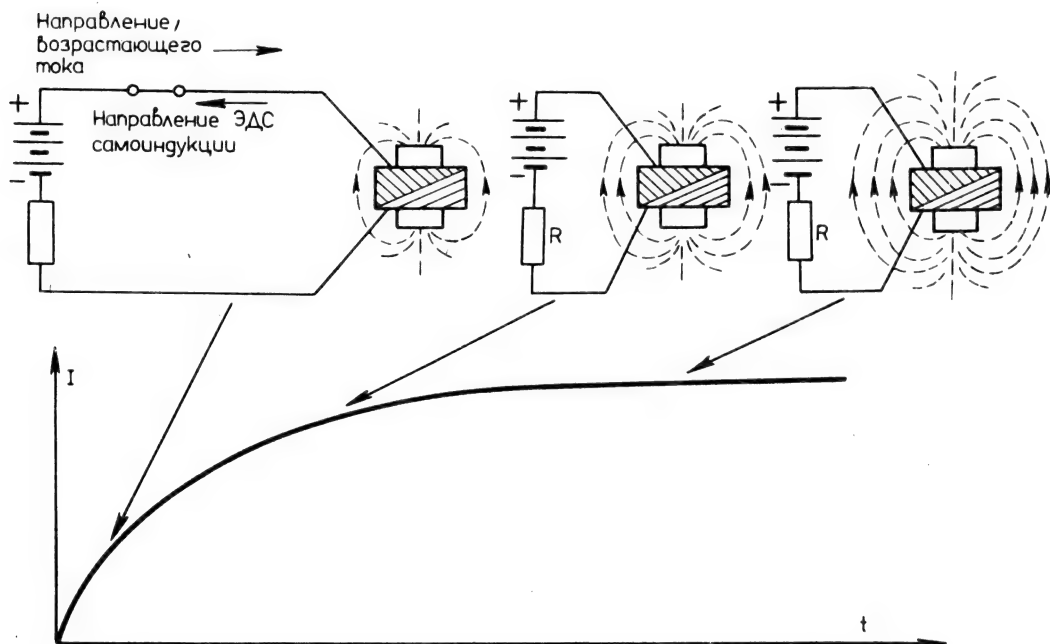 Направление,
возрастающего
тока
+
Направление ЭДС
самоиндукции
-
+
-
R
+
-
R
I
t